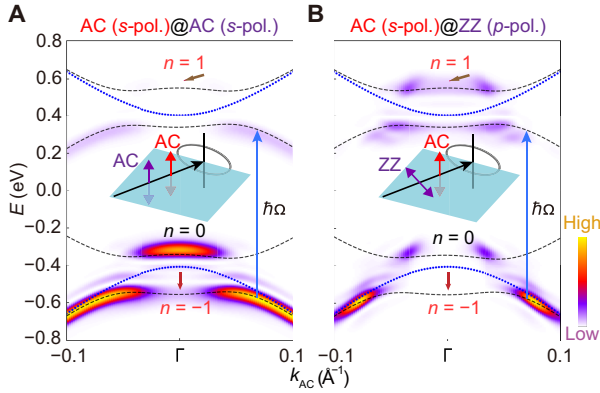 A
B
AC (s-pol.)@AC (s-pol.)
AC (s-pol.)@ZZ (p-pol.)
0.8
0.6
0.4
0.2
0.0
−0.2
−0.4
−0.6
−0.8
E (eV)
n = 1
AC
AC
ħΩ
n = 0
n = −1
n = 1
AC
ZZ
ħΩ
n = 0
n = −1
High
Low
−0.1
Γ
0.1
−0.1
Γ
0.1
kAC (Å⁻¹)